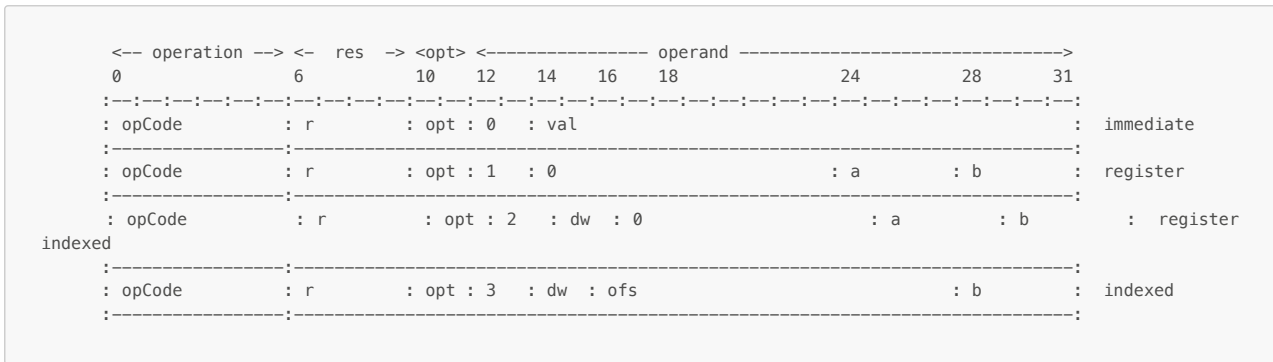 <-- operation --> <-  res  -> <opt> <---------------- operand -------------------------------->
0                 6           10    12    14    16    18                24         28       31
:--:--:--:--:--:--:--:--:--:--:--:--:--:--:--:--:--:--:--:--:--:--:--:--:--:--:--:--:--:--:--:--:
: opCode          : r         : opt : 0   : val                                                 :  immediate
:-----------------:-----------------------------------------------------------------------------:
: opCode          : r         : opt : 1   : 0                           : a         : b         :  register
:-----------------:-----------------------------------------------------------------------------:
: opCode          : r         : opt : 2   : dw  : 0                     : a         : b         :  register
indexed
:-----------------:-----------------------------------------------------------------------------:
: opCode          : r         : opt : 3   : dw  : ofs                               : b         :  indexed
:-----------------:-----------------------------------------------------------------------------: